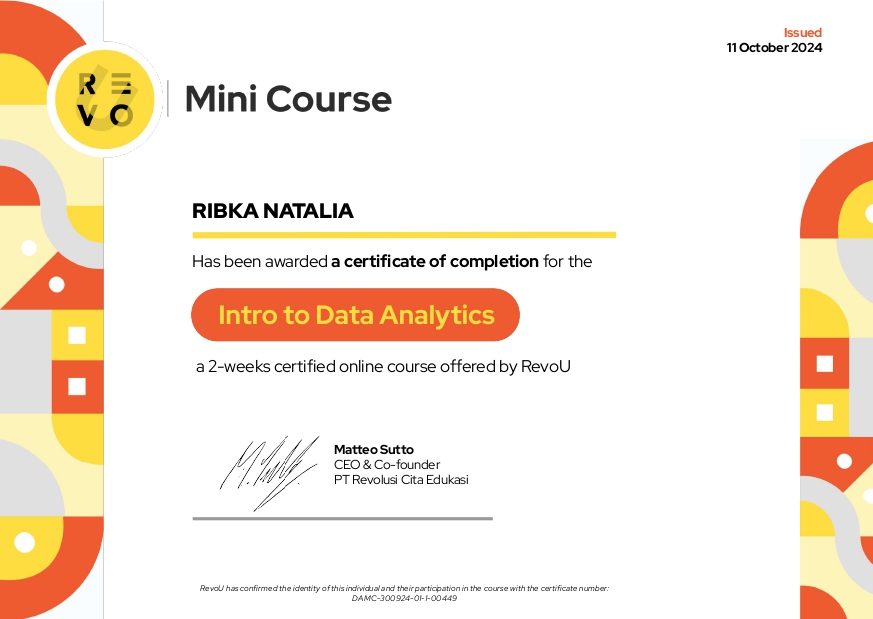 Issued
11 October 2024
RE
VO
Mini Course
RIBKA NATALIA
Has been awarded a certificate of completion for the
Intro to Data Analytics
a 2-weeks certified online course offered by RevoU
Matteo Sutto
CEO & Co-founder
PT Revolusi Cita Edukasi
RevoU has confirmed the identity of this individual and their participation in the course with the certificate number:
DAMC-300924-01-1-00449